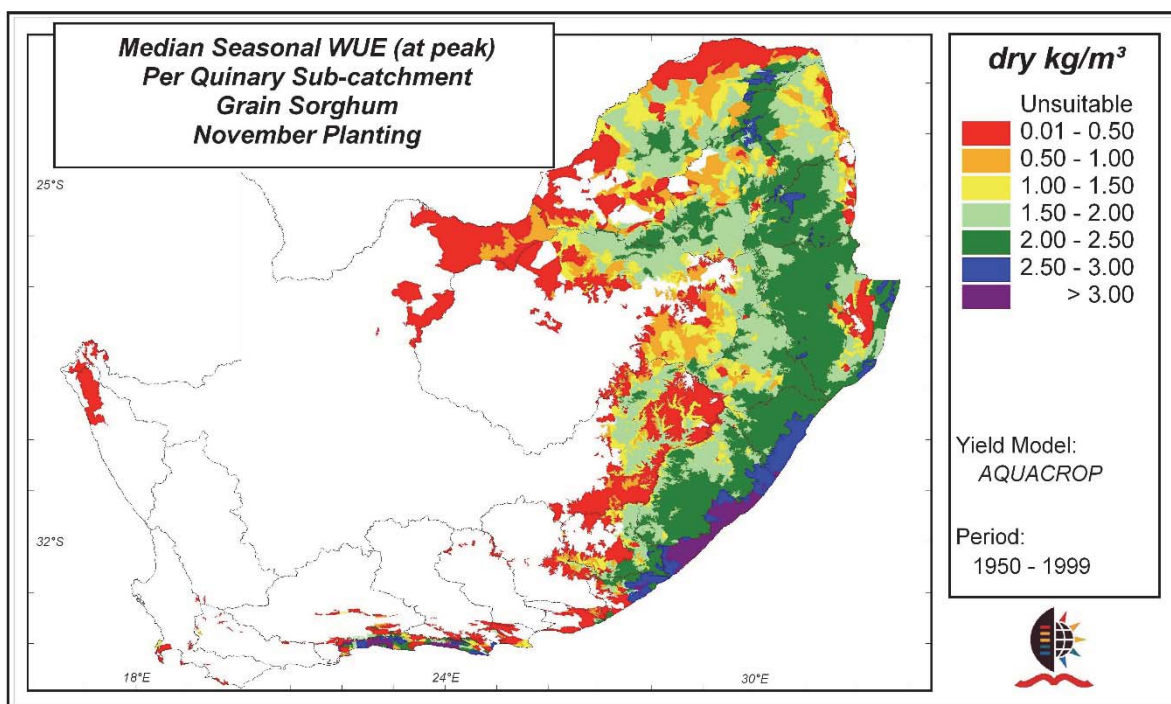 Median Seasonal WUE (at peak)
Per Quinary Sub-catchment
Grain Sorghum
November Planting
25°S
32°S
18°E
24°E
30°E
dry kg/m³
Unsuitable
0.01 - 0.50
0.50 - 1.00
1.00 - 1.50
1.50 - 2.00
2.00 - 2.50
2.50 - 3.00
> 3.00
Yield Model:
AQUACROP
Period:
1950 - 1999